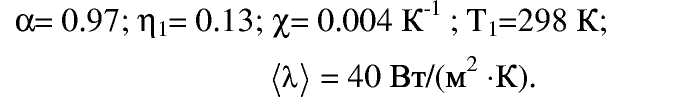 α= 0.97; η₁= 0.13; χ= 0.004 К⁻¹ ; T₁=298 К;
⟨λ⟩ = 40 Вт/(м² ·К).